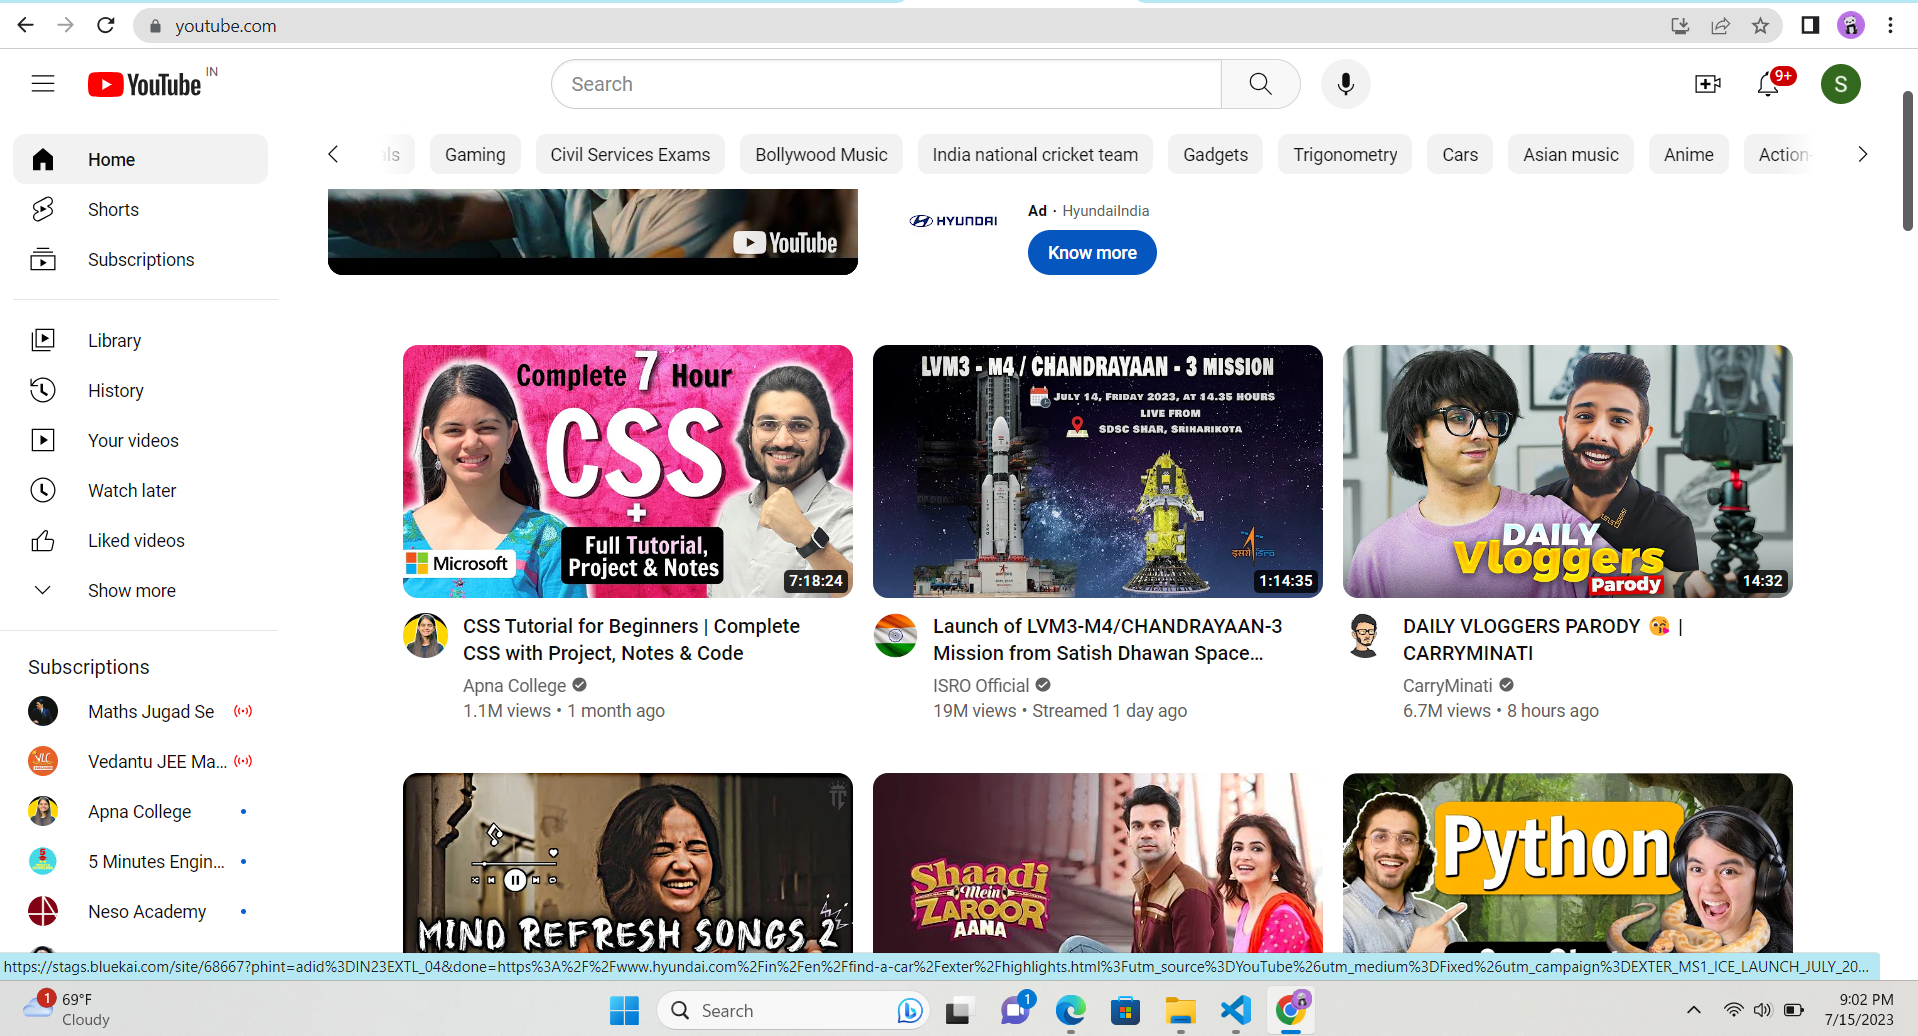 youtube.com
YouTube IN
Search
9+
S
Home
Shorts
Subscriptions
Library
History
Your videos
Watch later
Liked videos
Show more
Subscriptions
Maths Jugad Se
Vedantu JEE Ma...
Apna College
5 Minutes Engin...
Neso Academy
als
Gaming
Civil Services Exams
Bollywood Music
India national cricket team
Gadgets
Trigonometry
Cars
Asian music
Anime
Action-
YouTube
HYUNDAI
Ad · HyundaiIndia
Know more
Complete 7 Hour
CSS
+
Full Tutorial,
Project & Notes
Microsoft
7:18:24
CSS Tutorial for Beginners | Complete
CSS with Project, Notes & Code
Apna College
1.1M views • 1 month ago
LVM3 - M4 / CHANDRAYAAN - 3 MISSION
JULY 14, FRIDAY 2023, AT 14.35 HOURS
LIVE FROM
SDSC SHAR, SRIHARIKOTA
इसरो isro
1:14:35
Launch of LVM3-M4/CHANDRAYAAN-3
Mission from Satish Dhawan Space...
ISRO Official
19M views • Streamed 1 day ago
DAILY
Vloggers
Parody
14:32
DAILY VLOGGERS PARODY 😘 |
CARRYMINATI
CarryMinati
6.7M views • 8 hours ago
MIND REFRESH SONGS 2
Shaadi
Mein
ZAROOR
AANA
Python
https://stags.bluekai.com/site/68667?phint=adid%3DIN23EXTL_04&done=https%3A%2F%2Fwww.hyundai.com%2Fin%2Fen%2Ffind-a-car%2Fexter%2Fhighlights.html%3Futm_source%3DYouTube%26utm_medium%3DFixed%26utm_campaign%3DEXTER_MS1_ICE_LAUNCH_JULY_20...
1
69°F
Cloudy
Search
1
9:02 PM
7/15/2023